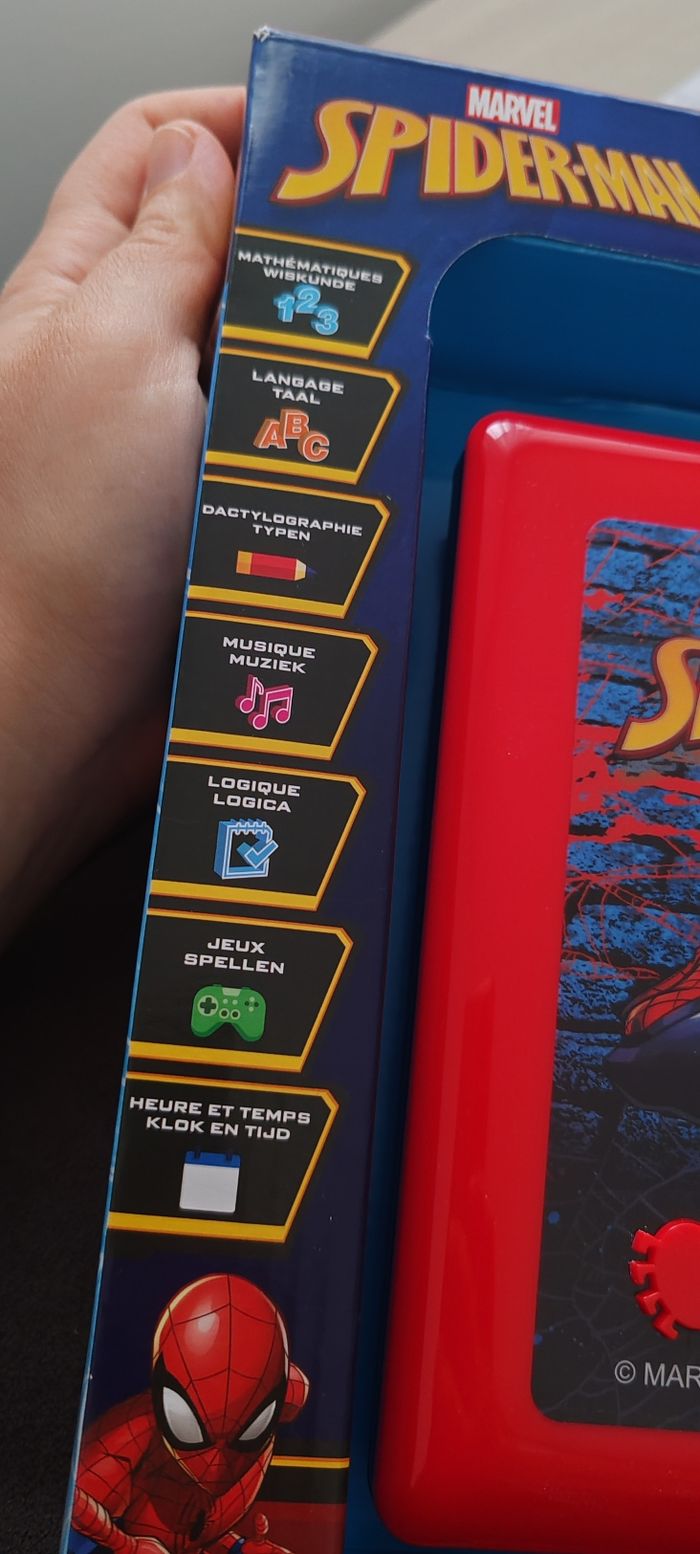 MARVEL
SPIDER-MAN
MATHÉMATIQUES
WISKUNDE
123
LANGAGE
TAAL
ABC
DACTYLOGRAPHIE
TYPEN
MUSIQUE
MUZIEK
LOGIQUE
LOGICA
JEUX
SPELLEN
HEURE ET TEMPS
KLOK EN TIJD
© MAR